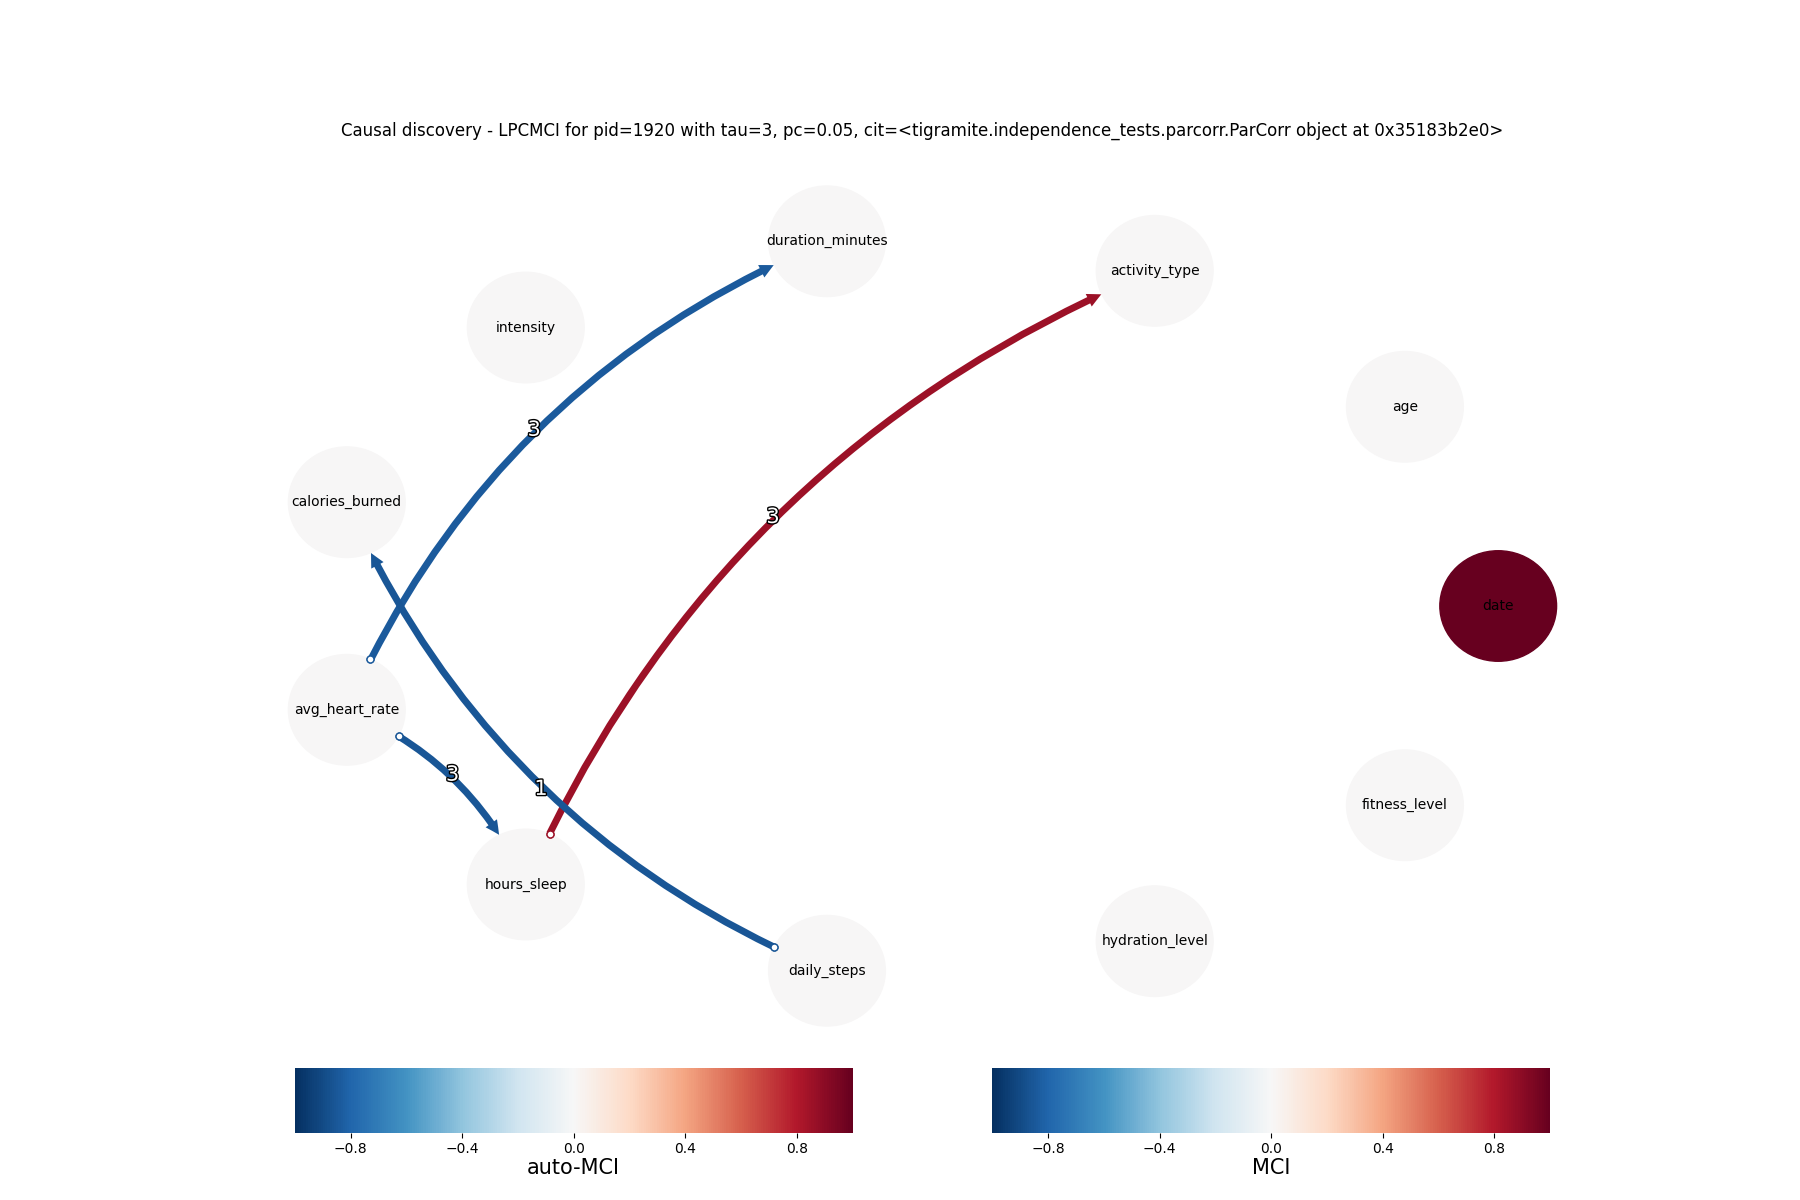 Causal discovery - LPCMCI for pid=1920 with tau=3, pc=0.05, cit=<tigramite.independence_tests.parcorr.ParCorr object at 0x35183b2e0>
duration_minutes
activity_type
intensity
age
3
calories_burned
3
date
avg_heart_rate
3
1
fitness_level
hours_sleep
hydration_level
daily_steps
−0.8 −0.4 0.0 0.4 0.8
auto-MCI
−0.8 −0.4 0.0 0.4 0.8
MCI